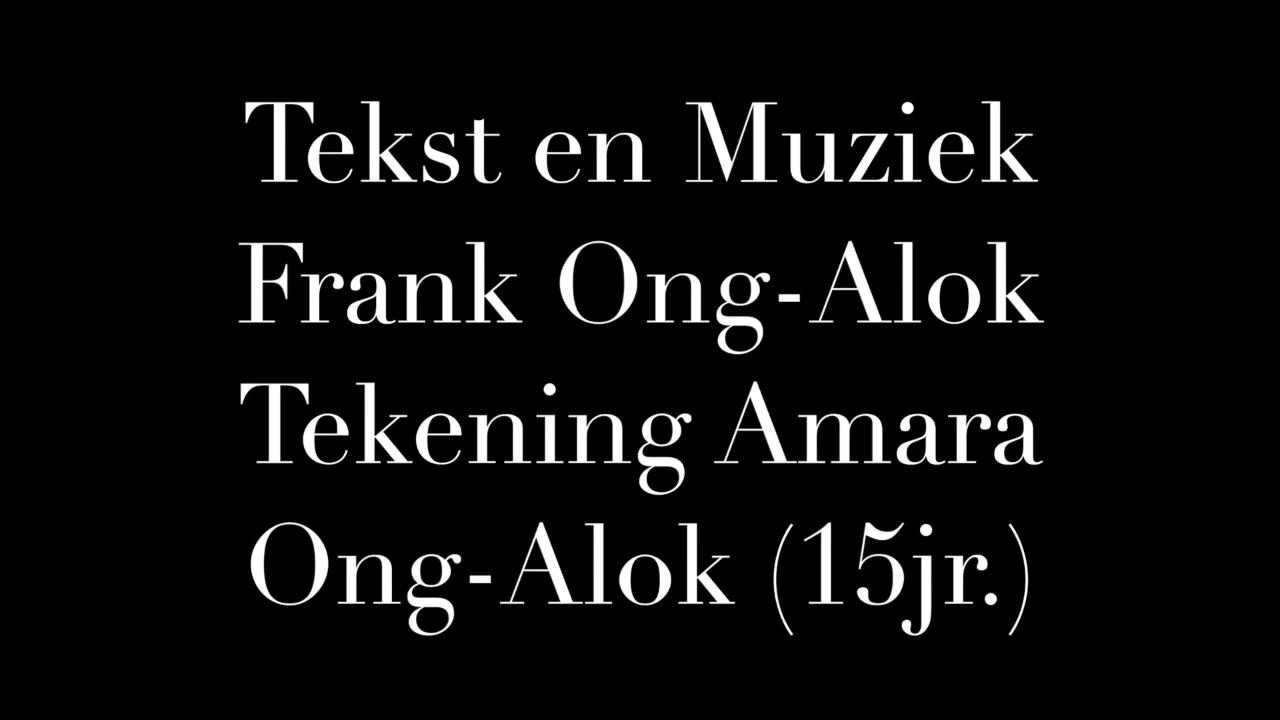 Tekst en Muziek
Frank Ong-Alok
Tekening Amara
Ong-Alok (15jr.)